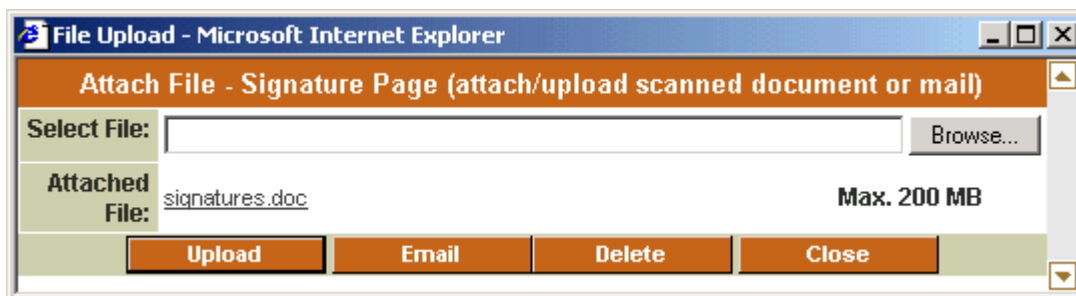 File Upload - Microsoft Internet Explorer
Attach File - Signature Page (attach/upload scanned document or mail)
Select File: Browse...
Attached
File: signatures.doc Max. 200 MB
Upload Email Delete Close